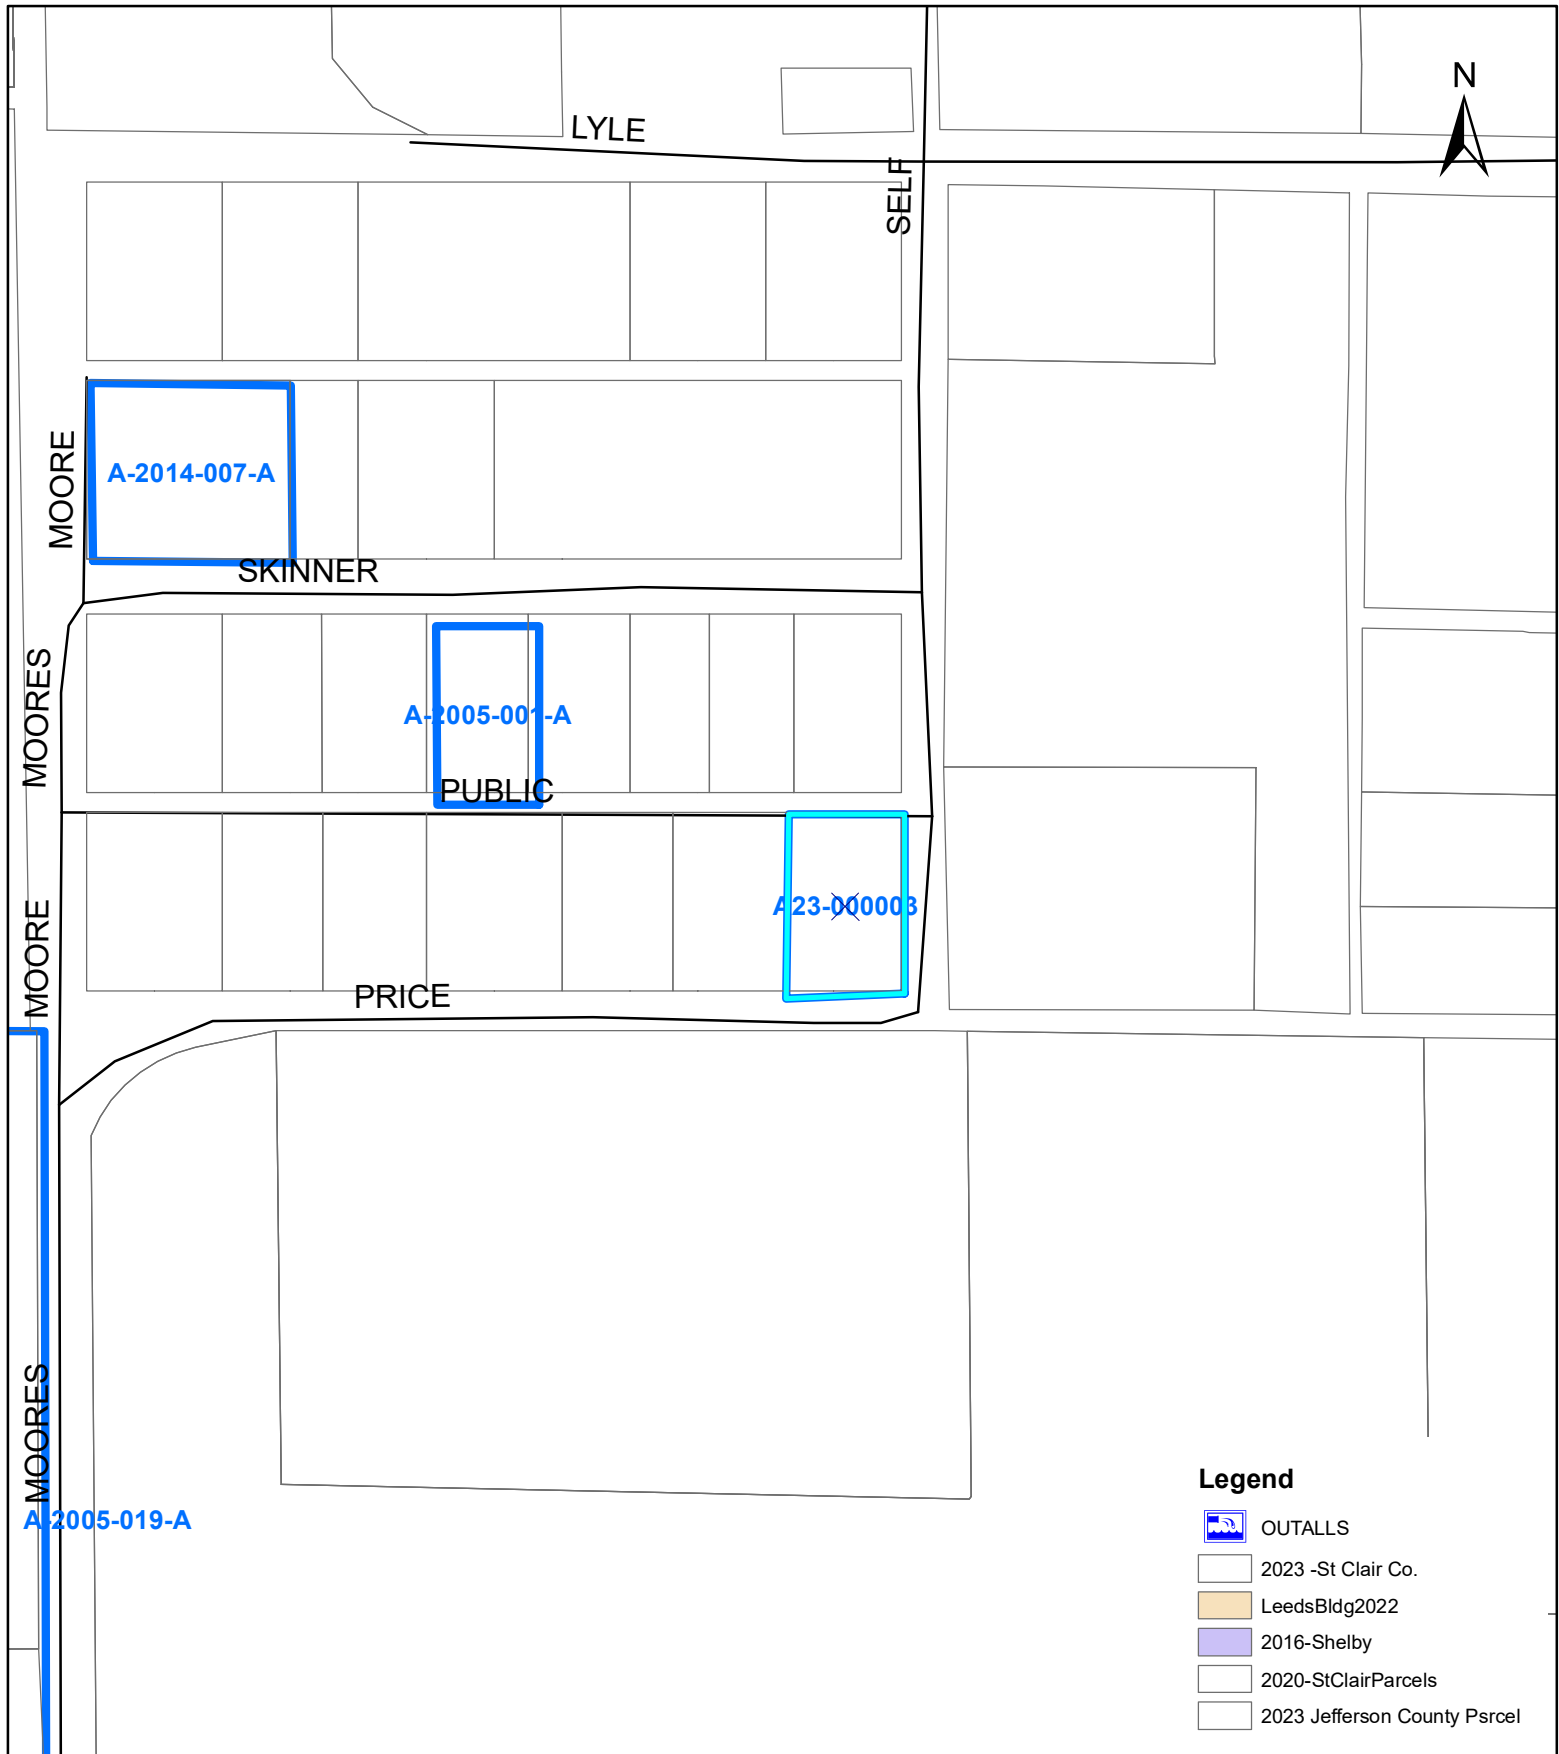 N
LYLE
SELF
MOORE
A-2014-007-A
SKINNER
MOORES
A-2005-001-A
PUBLIC
A23-000003
MOORE
PRICE
MOORES
A-2005-019-A
Legend
OUTALLS
2023 -St Clair Co.
LeedsBldg2022
2016-Shelby
2020-StClairParcels
2023 Jefferson County Psrcel